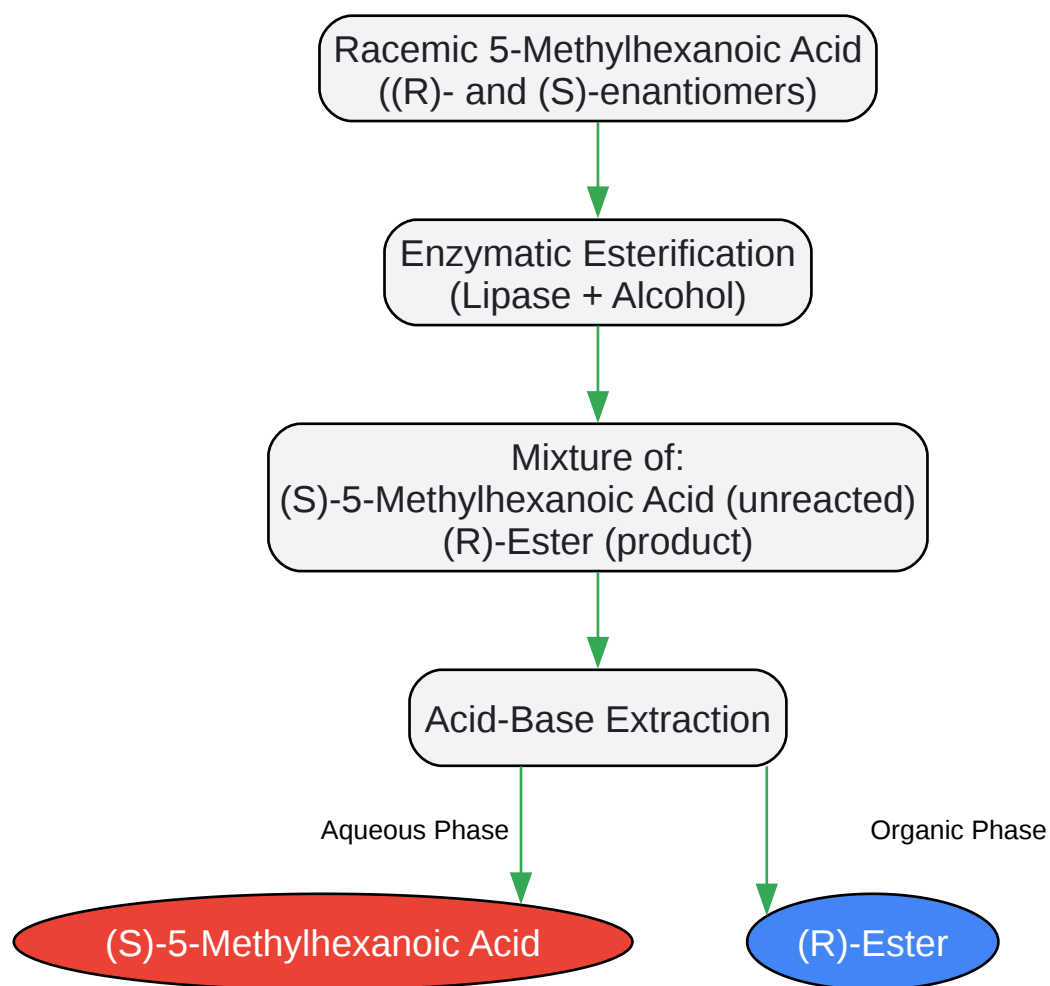 Racemic 5-Methylhexanoic Acid
((R)- and (S)-enantiomers)
Enzymatic Esterification
(Lipase + Alcohol)
Mixture of:
(S)-5-Methylhexanoic Acid (unreacted)
(R)-Ester (product)
Acid-Base Extraction
Aqueous Phase
Organic Phase
(S)-5-Methylhexanoic Acid
(R)-Ester